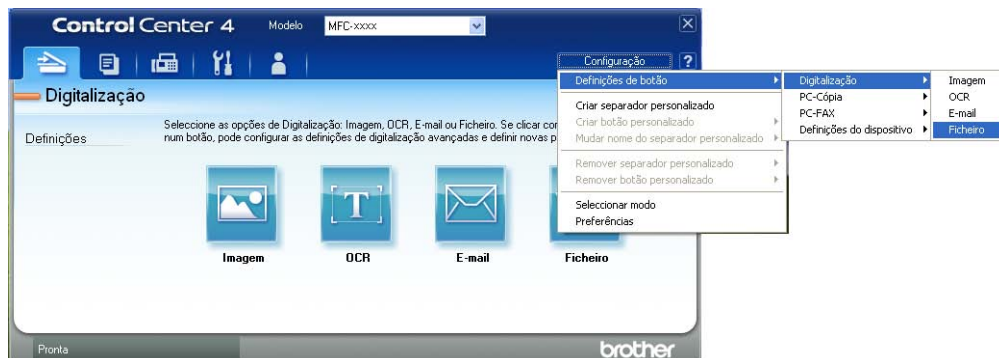 Control Center 4
Modelo
MFC-xxxx
Configuração
?
Digitalização
Definições
Seleccione as opções de Digitalização: Imagem, OCR, E-mail ou Ficheiro. Se clicar
num botão, pode configurar as definições de digitalização avançadas e definir novas
Imagem
OCR
E-mail
Ficheiro
Definições de botão
Criar separador personalizado
Criar botão personalizado
Mudar nome do separador personalizado
Remover separador personalizado
Remover botão personalizado
Seleccionar modo
Preferências
Digitalização
PC-Cópia
PC-FAX
Definições do dispositivo
Imagem
OCR
E-mail
Ficheiro
Pronta
brother